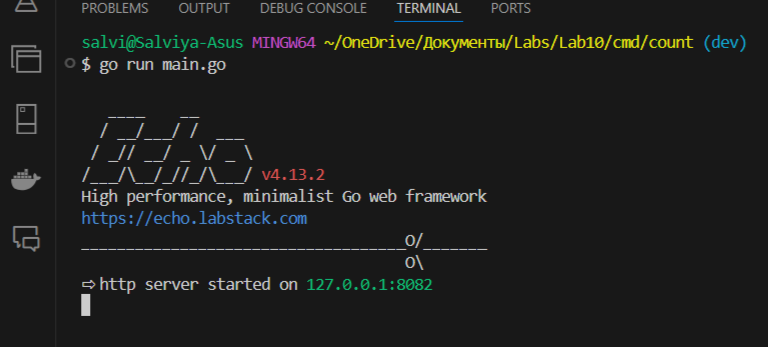 PROBLEMS OUTPUT DEBUG CONSOLE TERMINAL PORTS
salvi@Salviya-Asus MINGW64 ~/OneDrive/Документы/Labs/Lab10/cmd/count (dev)
$ go run main.go
   ____    __
  / __/___/ /  ___
 / _// __/ _ \/ _ \
/___/\__/_//_/\___/ v4.13.2
High performance, minimalist Go web framework
https://echo.labstack.com
____________________________________O/_______
                                    O\
⇨ http server started on 127.0.0.1:8082